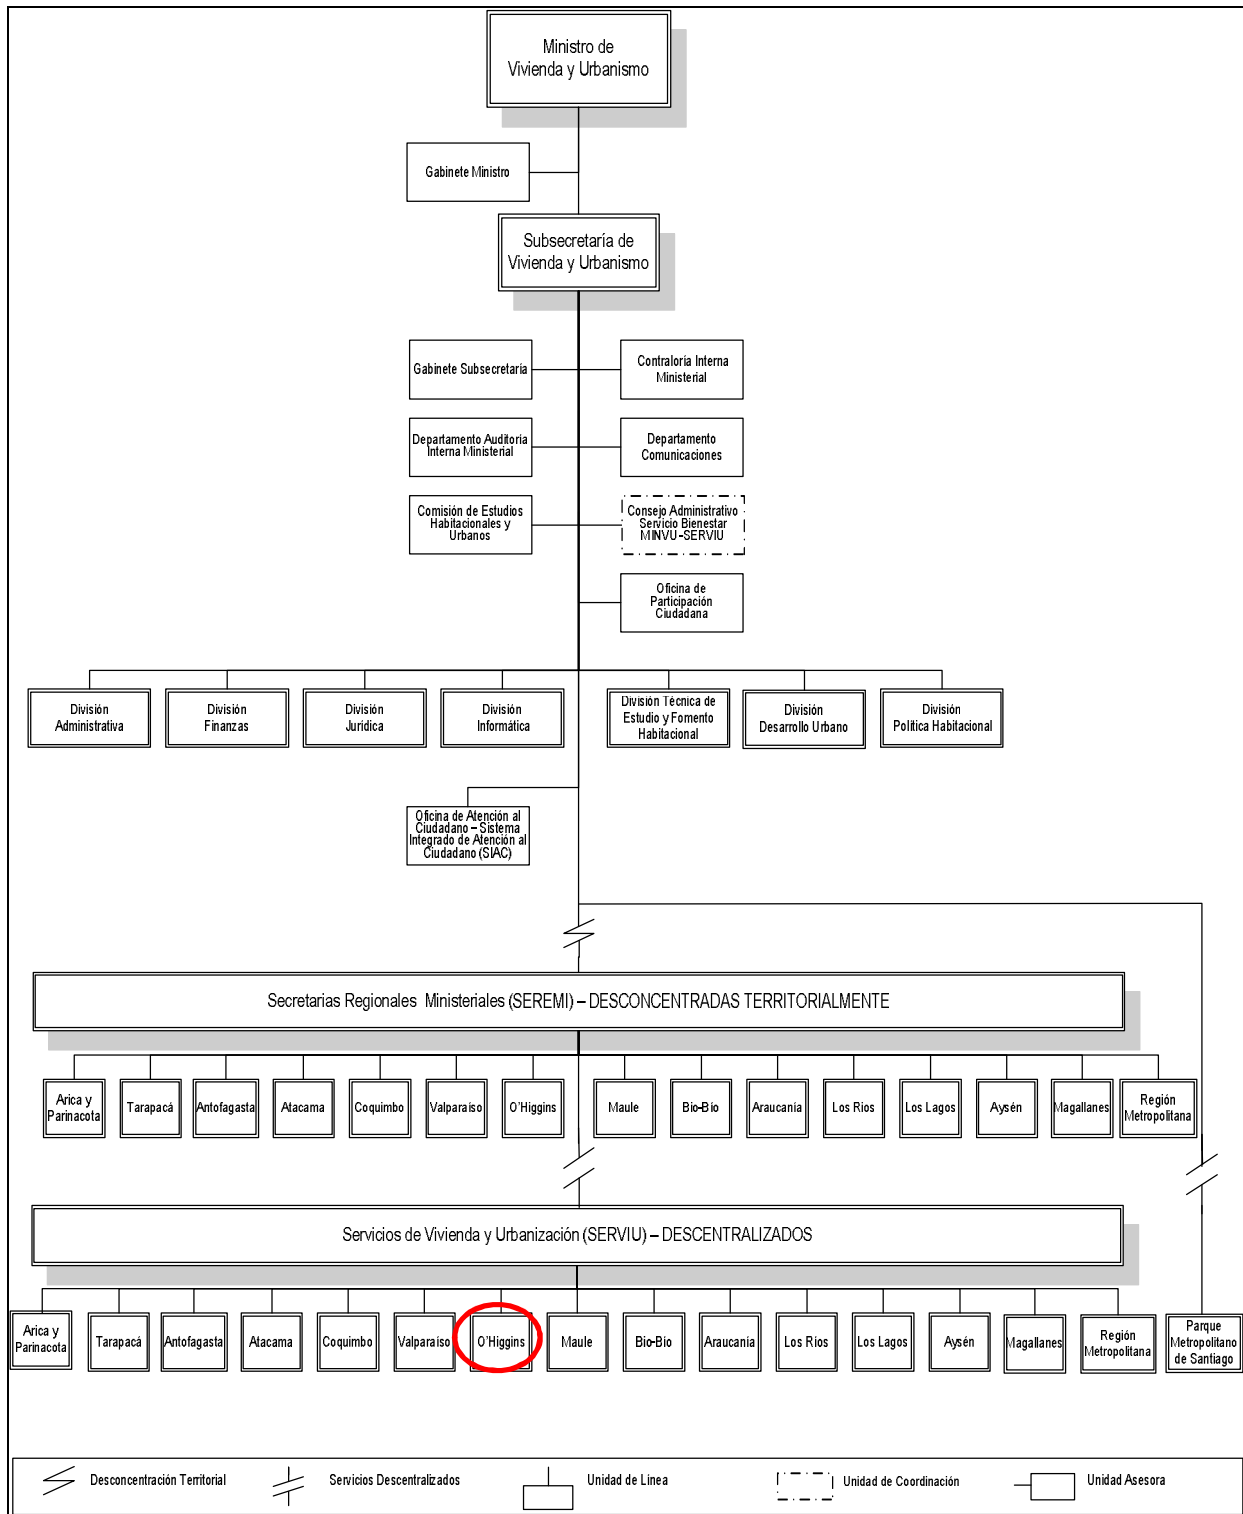 Ministro de
Vivienda y Urbanismo
Gabinete Ministro
Subsecretaría de
Vivienda y Urbanismo
Gabinete Subsecretaría
Contraloría Interna
Ministerial
Departamento Auditoria
Interna Ministerial
Departamento
Comunicaciones
Comisión de Estudios
Habitacionales y
Urbanos
Consejo Administrativo
Servicio Bienestar
MINVU-SERVIU
Oficina de
Participación
Ciudadana
División
Administrativa
División
Finanzas
División
Jurídica
División
Informática
División Técnica de
Estudio y Fomento
Habitacional
División
Desarrollo Urbano
División
Política Habitacional
Oficina de Atención al
Ciudadano – Sistema
Integrado de Atención al
Ciudadano (SIAC)
Secretarias Regionales Ministeriales (SEREMI) – DESCONCENTRADAS TERRITORIALMENTE
Arica y
Parinacota
Tarapacá
Antofagasta
Atacama
Coquimbo
Valparaíso
O'Higgins
Maule
Bio-Bío
Araucanía
Los Rios
Los Lagos
Aysén
Magallanes
Región
Metropolitana
Servicios de Vivienda y Urbanización (SERVIU) – DESCENTRALIZADOS
Arica y
Parinacota
Tarapacá
Antofagasta
Atacama
Coquimbo
Valparaíso
O'Higgins
Maule
Bio-Bío
Araucanía
Los Ríos
Los Lagos
Aysén
Magallanes
Región
Metropolitana
Parque
Metropolitano
de Santiago
Desconcentración Territorial
Servicios Descentralizados
Unidad de Línea
Unidad de Coordinación
Unidad Asesora